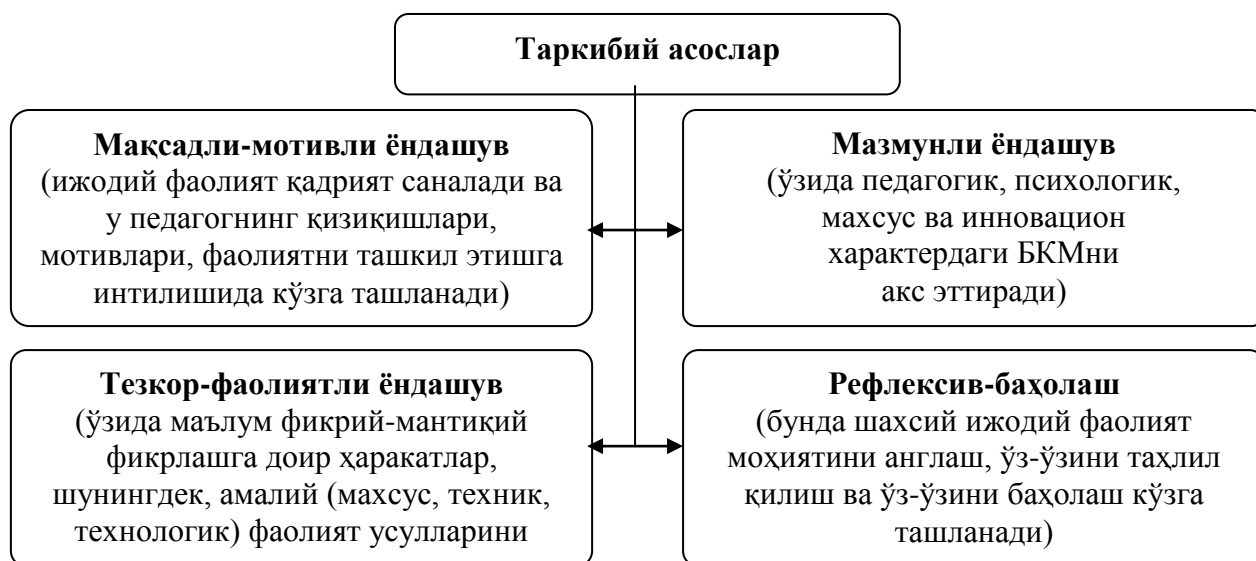 Таркибий асослар
Мақсадли-мотивли ёндашув
(ижодий фаолият қадрият саналади ва
у педагогнинг қизиқишлари,
мотивлари, фаолиятни ташкил этишга
интилишида кўзга ташланади)
Мазмунли ёндашув
(ўзида педагогик, психологик,
махсус ва инновацион
характердаги БКМни
акс эттиради)
Тезкор-фаолиятли ёндашув
(ўзида маълум фикрий-мантиқий
фикрлашга доир ҳаракатлар,
шунингдек, амалий (махсус, техник,
технологик) фаолият усулларини
Рефлексив-баҳолаш
(бунда шахсий ижодий фаолият
моҳиятини англаш, ўз-ўзини таҳлил
қилиш ва ўз-ўзини баҳолаш кўзга
ташланади)